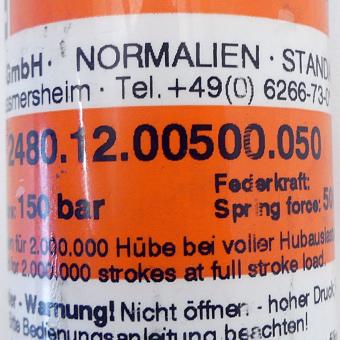 GmbH · NORMALIEN · STAND
smersheim · Tel.+49(0) 6266-73-0
2480.12.00500.050
Federkraft:
150 bar Spring force: 50
für 2.000.000 Hübe bei voller Hubauslast
for 2.000.000 strokes at full stroke load.
Warnung! Nicht öffnen - hoher Druck
Bedienungsanleitung beachten!